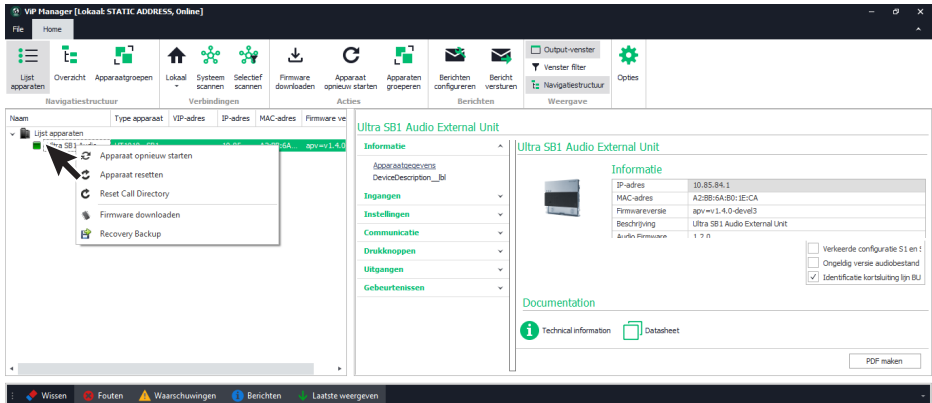 ViP Manager [Lokaal: STATIC ADDRESS, Online]
File Home
Lijst apparaten
Overzicht
Apparaatgroepen
Lokaal
Systeem scannen
Selectief scannen
Firmware downloaden
Apparaat opnieuw starten
Apparaten groeperen
Berichten configureren
Bericht versturen
Output-venster
Venster filter
Navigatiestructuur
Opties
Navigatiestructuur Verbindingen Acties Berichten Weergave
Naam Type apparaat VIP-adres IP-adres MAC-adres Firmware ve
Lijst apparaten
Ultra SB1 Audio
apv=v1.4.0
Apparaat opnieuw starten
Apparaat resetten
Reset Call Directory
Firmware downloaden
Recovery Backup
Ultra SB1 Audio External Unit
Informatie
Apparaatgegevens
DeviceDescription__lbl
Ingangen
Instellingen
Communicatie
Drukknoppen
Uitgangen
Gebeurtenissen
Ultra SB1 Audio External Unit
Informatie
IP-adres 10.85.84.1
MAC-adres A2:BB:6A:B0:1E:CA
Firmwareversie apv=v1.4.0-devel3
Beschrijving Ultra SB1 Audio External Unit
Audio Firmware 1.2.0
Verkeerde configuratie S1 en S
Ongeldig versie audiobestand
Identificatie kortsluiting lijn BU
Documentation
Technical information Datasheet
PDF maken
Wissen Fouten Waarschuwingen Berichten Laatste weergeven